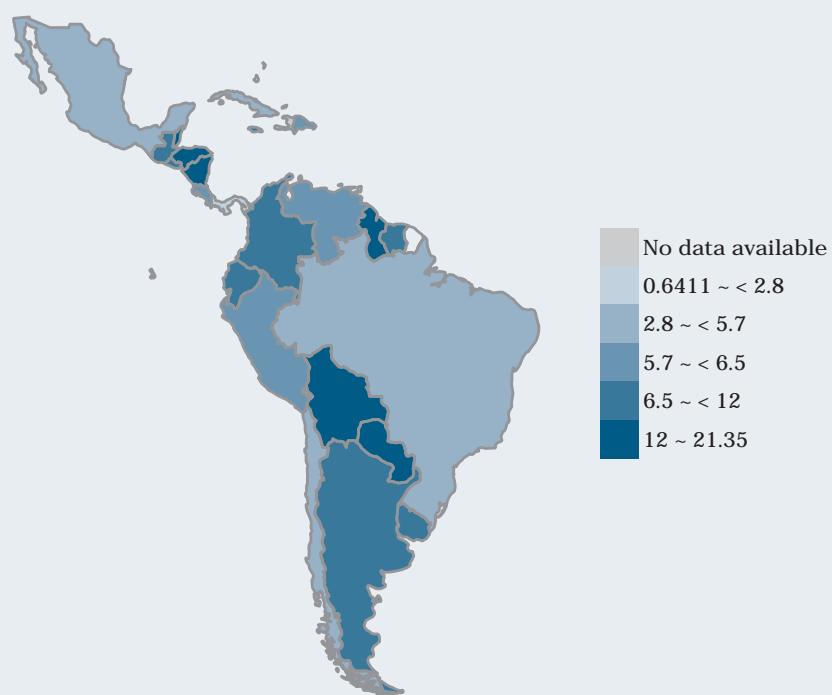 No data available
0.6411 ~ < 2.8
2.8 ~ < 5.7
5.7 ~ < 6.5
6.5 ~ < 12
12 ~ 21.35